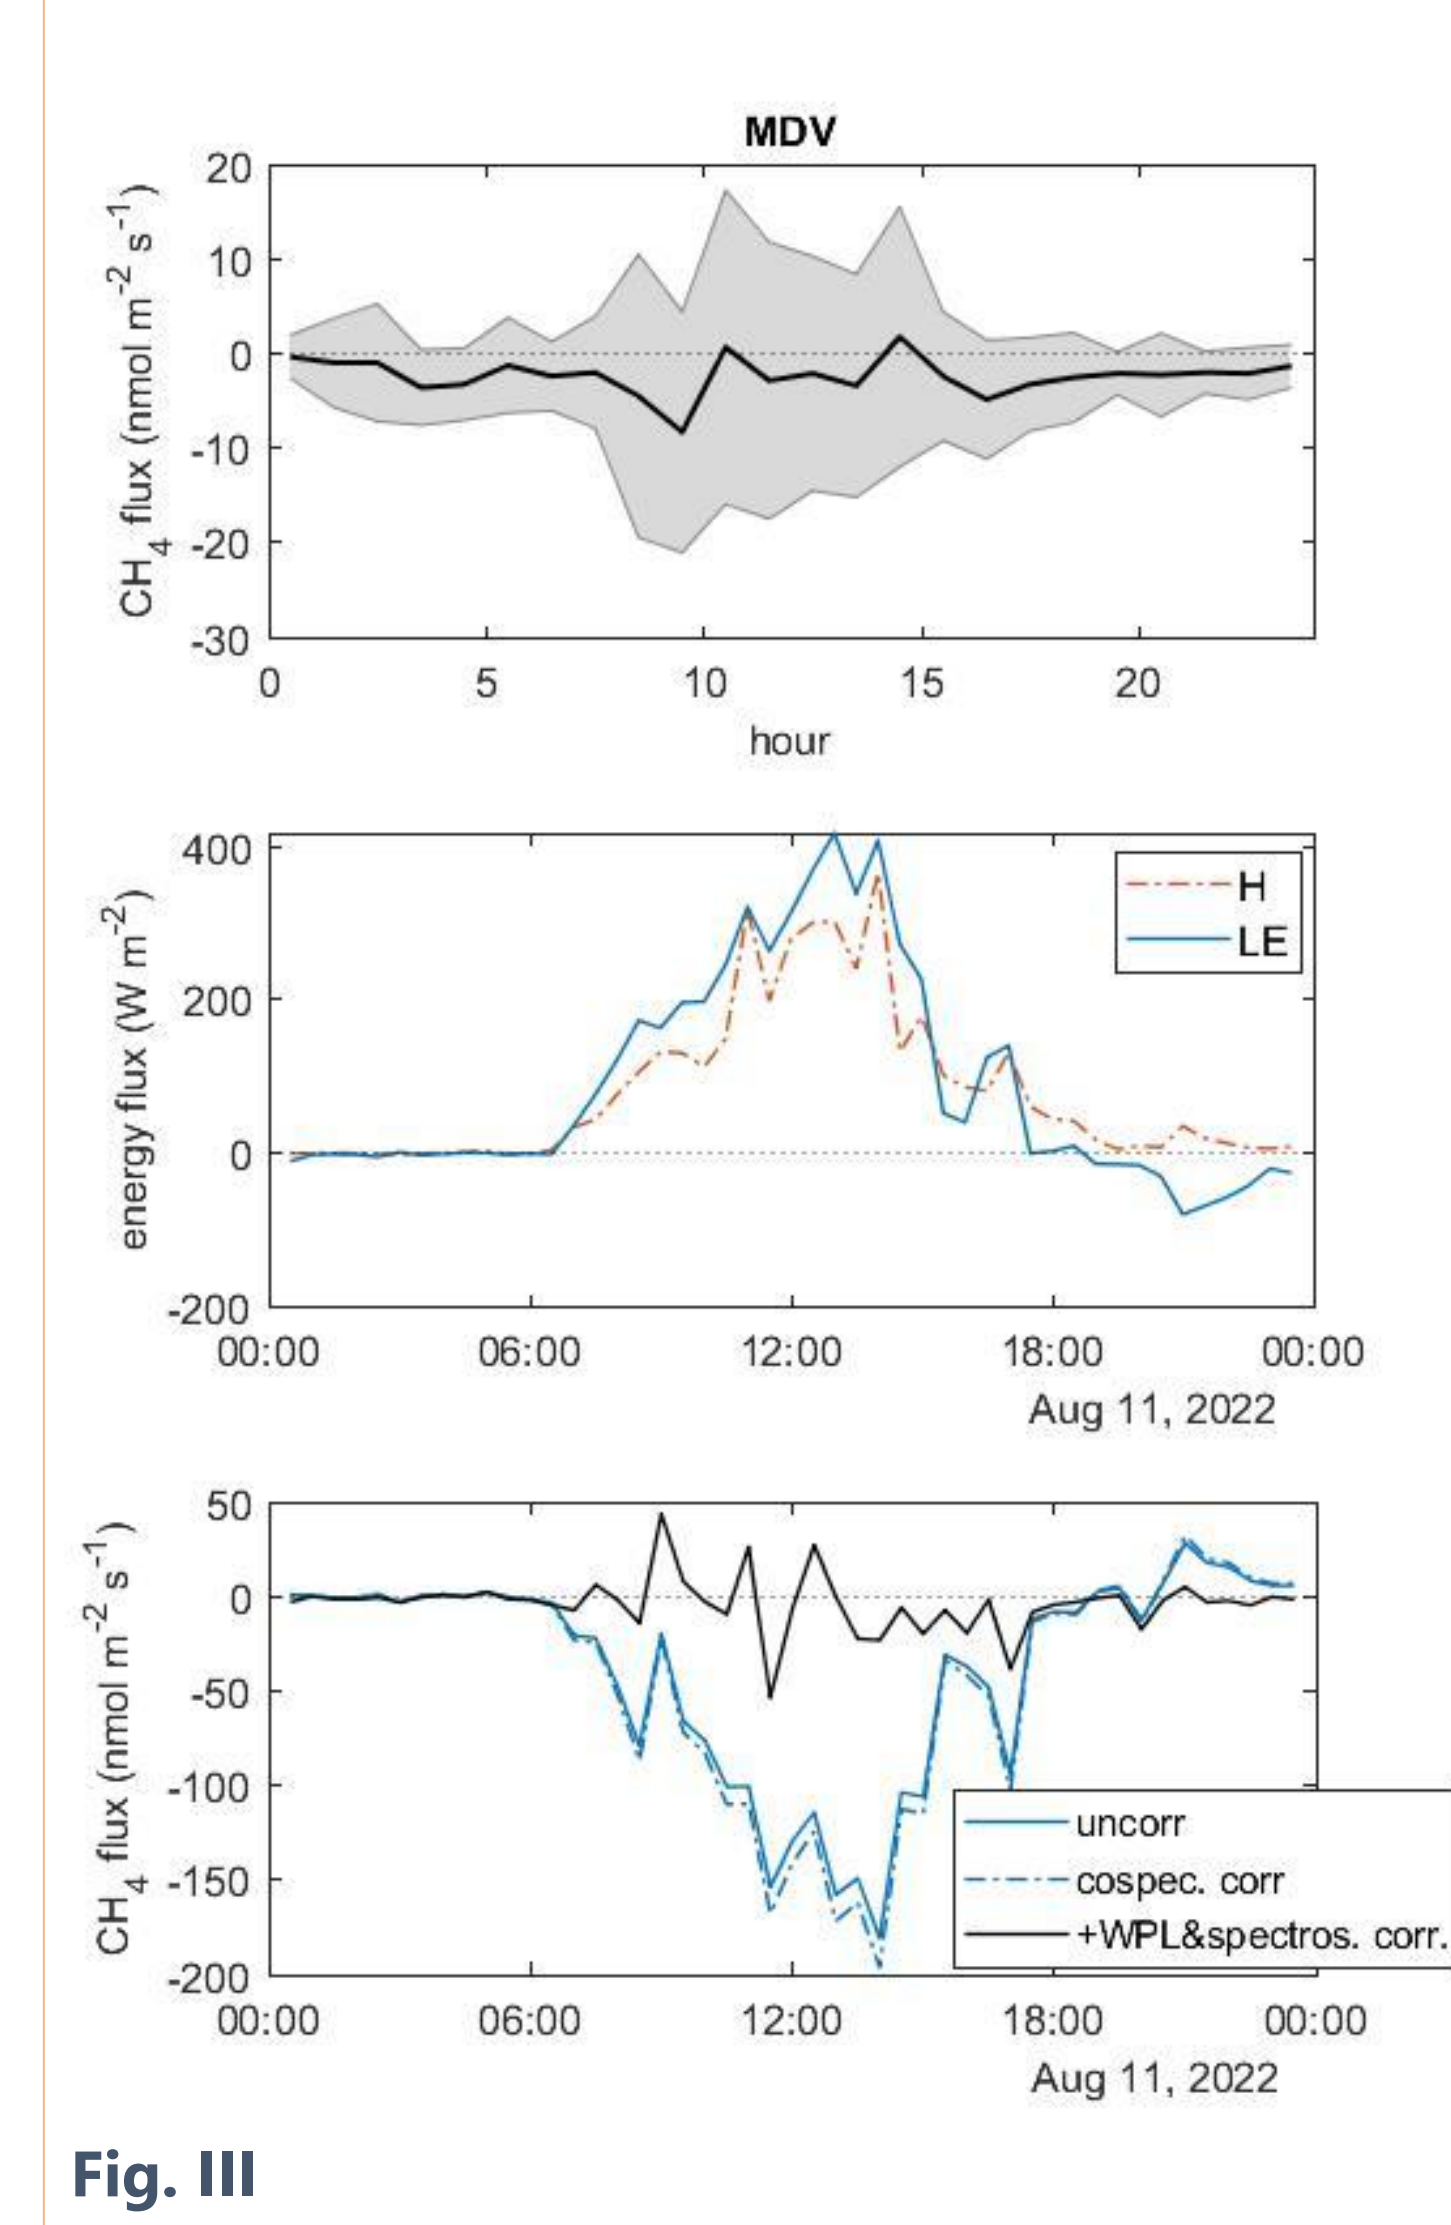 MDV
20
10
0
-10
-20
-30
CH4 flux (nmol m-2 s-1)
0 5 10 15 20
hour
400
200
0
-200
energy flux (W m-2)
H
LE
00:00 06:00 12:00 18:00 00:00
Aug 11, 2022
50
0
-50
-100
-150
-200
CH4 flux (nmol m-2 s-1)
uncorr
cospec. corr
+WPL&spectros. corr.
00:00 06:00 12:00 18:00 00:00
Aug 11, 2022
Fig. III